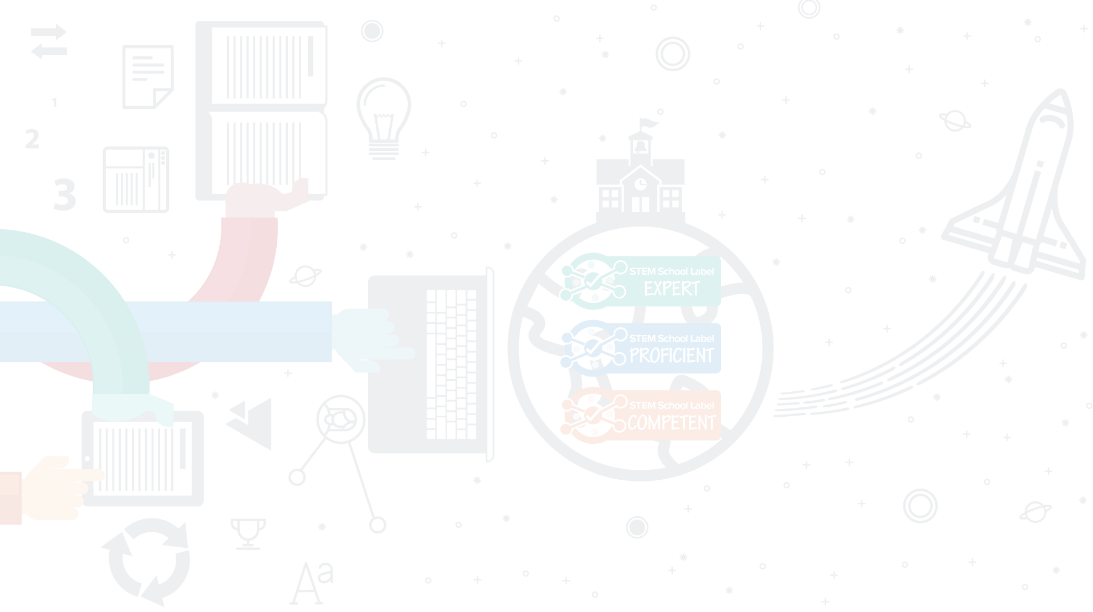 1
2
3
STEM School Label
EXPERT
STEM School Label
PROFICIENT
STEM School Label
COMPETENT
Aa